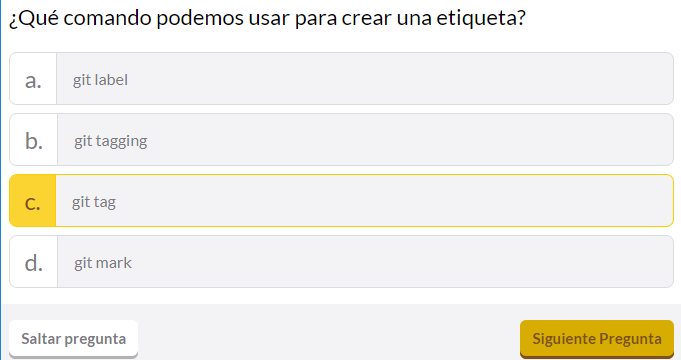 ¿Qué comando podemos usar para crear una etiqueta?
a. git label
b. git tagging
c. git tag
d. git mark
Saltar pregunta Siguiente Pregunta